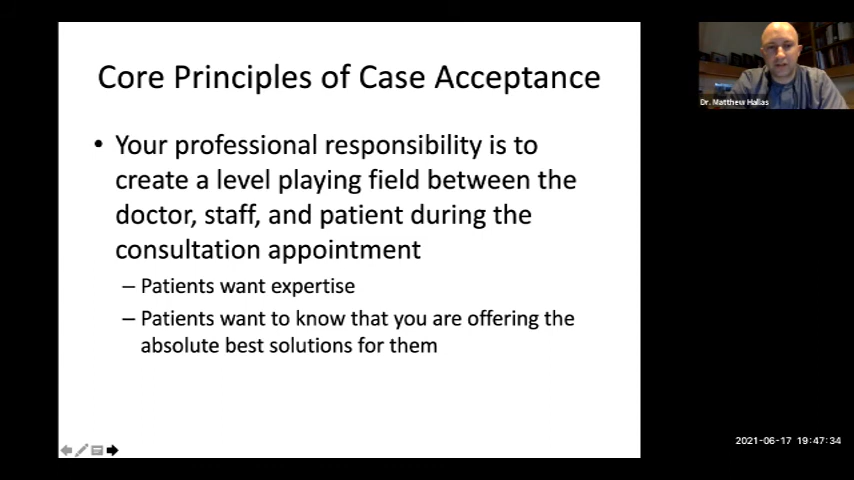 Core Principles of Case Acceptance
• Your professional responsibility is to
create a level playing field between the
doctor, staff, and patient during the
consultation appointment
– Patients want expertise
– Patients want to know that you are offering the
absolute best solutions for them
Dr. Matthew Hallas
2021-06-17 19:47:34